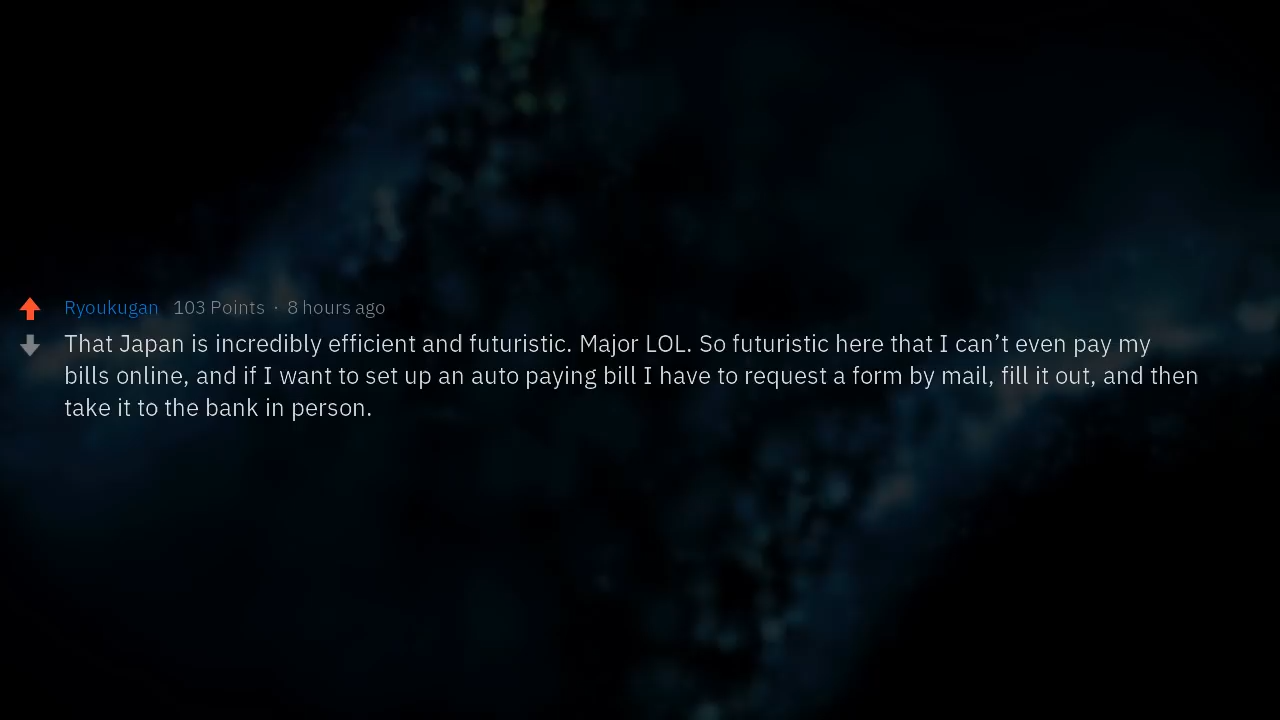 Ryoukugan 103 Points · 8 hours ago
That Japan is incredibly efficient and futuristic. Major LOL. So futuristic here that I can’t even pay my
bills online, and if I want to set up an auto paying bill I have to request a form by mail, fill it out, and then
take it to the bank in person.